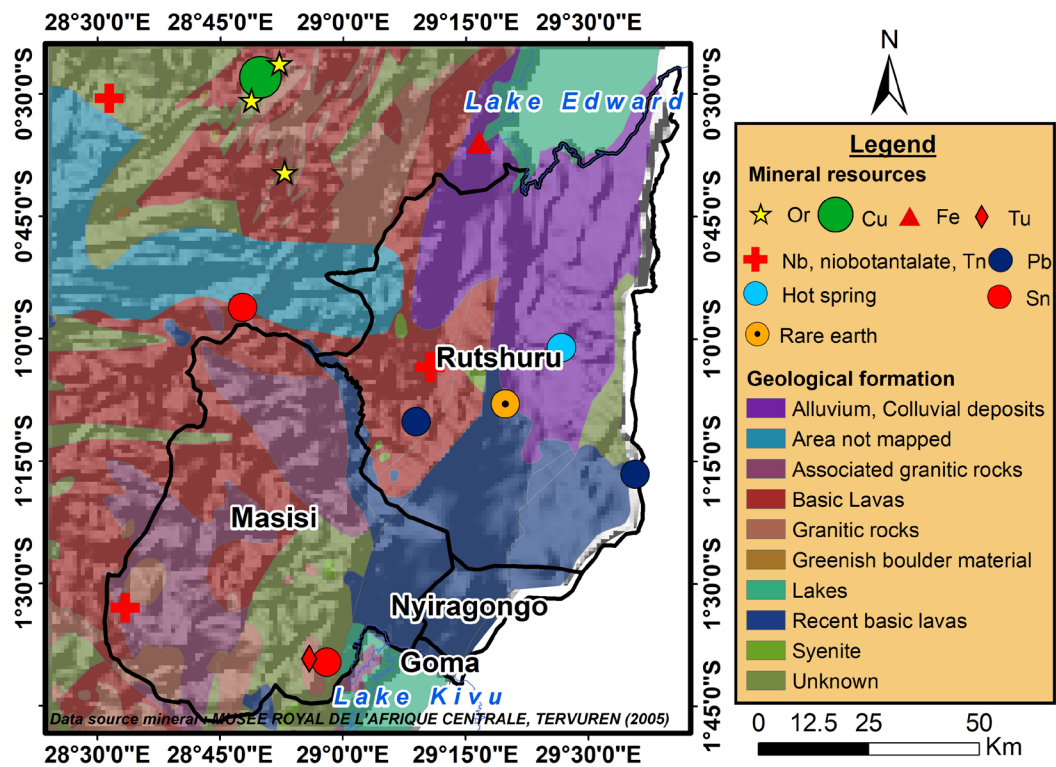 28°30'0"E 28°45'0"E 29°0'0"E 29°15'0"E 29°30'0"E
N
0°30'0"S
0°30'0"S
Lake Edward
Legend
Mineral resources
Or Cu Fe Tu
0°45'0"S
0°45'0"S
Nb, niobotantalate, Tn Pb
Hot spring Sn
Rare earth
1°0'0"S
1°0'0"S
Rutshuru
Geological formation
Alluvium, Colluvial deposits
Area not mapped
1°15'0"S
1°15'0"S
Associated granitic rocks
Basic Lavas
Masisi
Granitic rocks
Greenish boulder material
1°30'0"S
1°30'0"S
Lakes
Nyiragongo
Recent basic lavas
Syenite
Goma
Unknown
Lake Kivu
1°45'0"S
1°45'0"S
Data source mineral : MUSEE ROYAL DE L'AFRIQUE CENTRALE, TERVUREN (2005)
0 12.5 25 50
Km
28°30'0"E 28°45'0"E 29°0'0"E 29°15'0"E 29°30'0"E